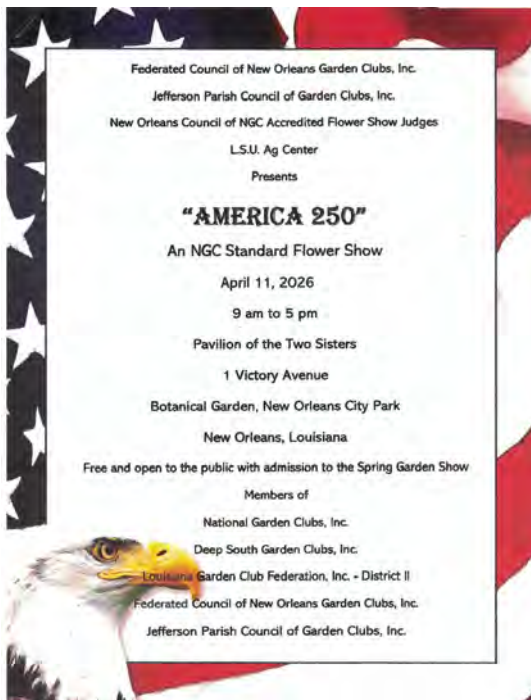 Federated Council of New Orleans Garden Clubs, Inc.
Jefferson Parish Council of Garden Clubs, Inc.
New Orleans Council of NGC Accredited Flower Show Judges
L.S.U. Ag Center
Presents
"AMERICA 250"
An NGC Standard Flower Show
April 11, 2026
9 am to 5 pm
Pavilion of the Two Sisters
1 Victory Avenue
Botanical Garden, New Orleans City Park
New Orleans, Louisiana
Free and open to the public with admission to the Spring Garden Show
Members of
National Garden Clubs, Inc.
Deep South Garden Clubs, Inc.
Louisiana Garden Club Federation, Inc. - District II
Federated Council of New Orleans Garden Clubs, Inc.
Jefferson Parish Council of Garden Clubs, Inc.